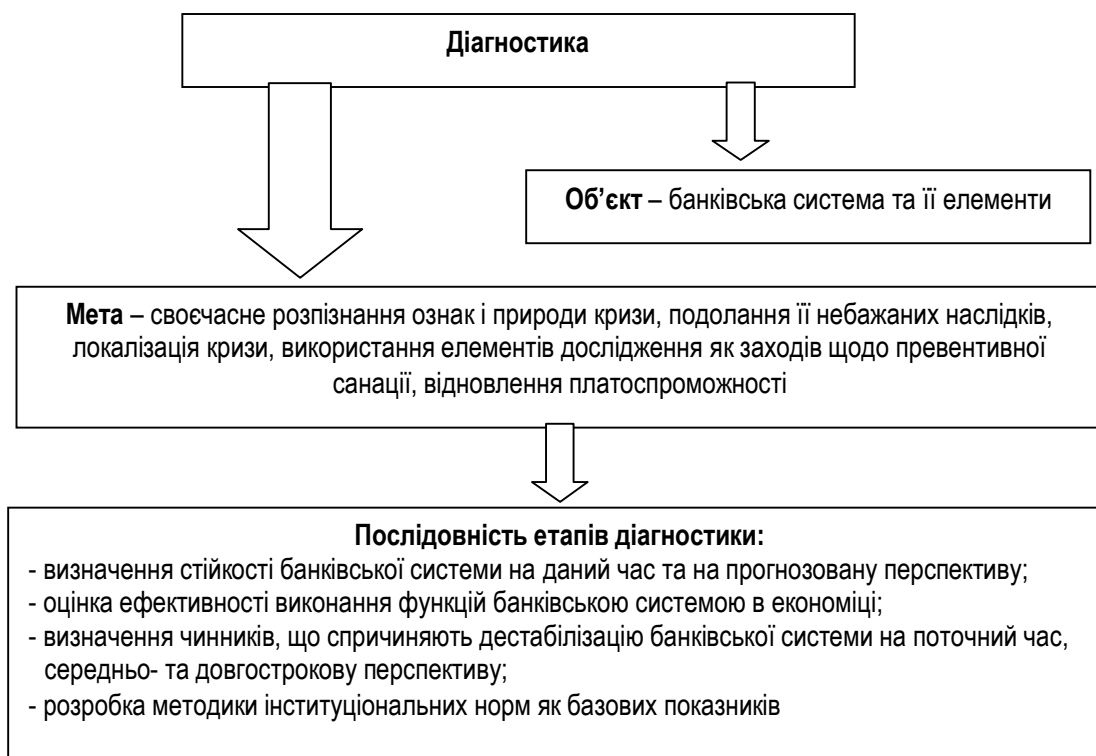 Діагностика
Об’єкт – банківська система та її елементи
Мета – своєчасне розпізнання ознак і природи кризи, подолання її небажаних наслідків,
локалізація кризи, використання елементів дослідження як заходів щодо превентивної
санації, відновлення платоспроможності
Послідовність етапів діагностики:
- визначення стійкості банківської системи на даний час та на прогнозовану перспективу;
- оцінка ефективності виконання функцій банківською системою в економіці;
- визначення чинників, що спричиняють дестабілізацію банківської системи на поточний час,
середньо- та довгострокову перспективу;
- розробка методики інституціональних норм як базових показників